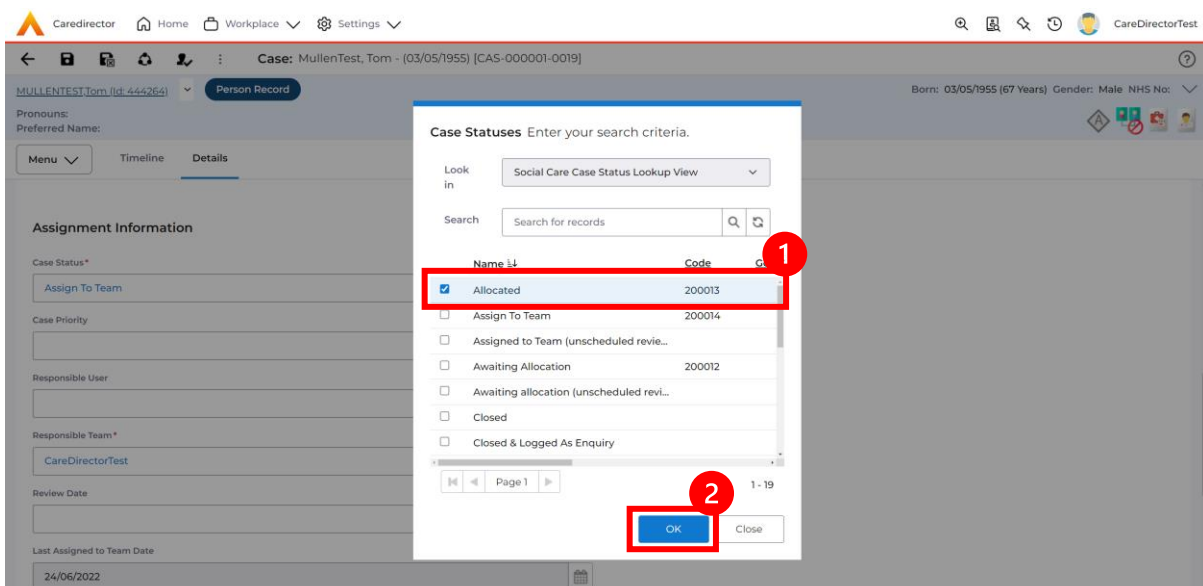 Caredirector Home Workplace Settings CareDirectorTest
Case: MullenTest, Tom - (03/05/1955) [CAS-000001-0019]
MULLENTEST,Tom (Id: 444264) Person Record Born: 03/05/1955 (67 Years) Gender: Male NHS No:
Pronouns:
Preferred Name:
Menu Timeline Details
Assignment Information
Case Status*
Assign To Team
Case Priority
Responsible User
Responsible Team*
CareDirectorTest
Review Date
Last Assigned to Team Date
24/06/2022
Case Statuses Enter your search criteria.
Look in
Social Care Case Status Lookup View
Search
Search for records
1
Name Code
Allocated 200013
Assign To Team 200014
Assigned to Team (unscheduled revie...
Awaiting Allocation 200012
Awaiting allocation (unscheduled revi...
Closed
Closed & Logged As Enquiry
Page 1 1 - 19
2
OK Close